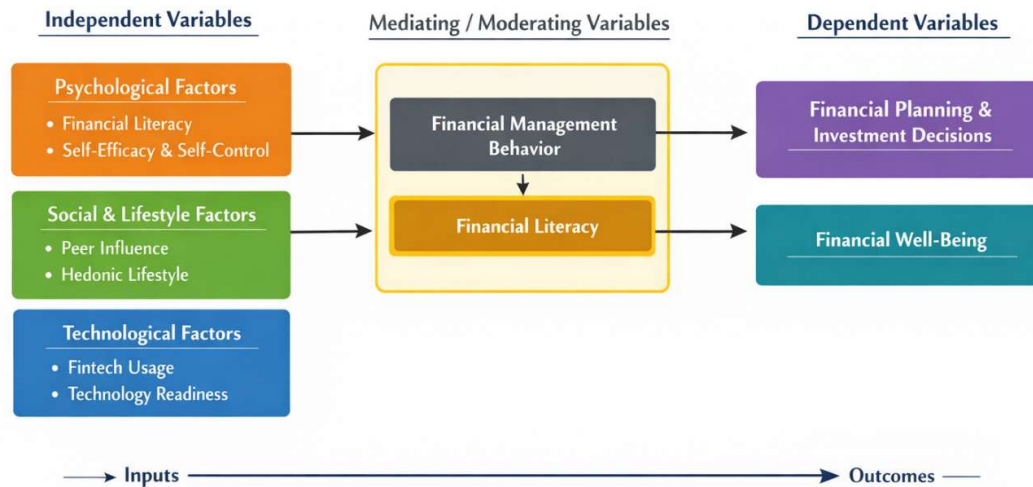 Independent Variables
Psychological Factors
• Financial Literacy
• Self-Efficacy & Self-Control
Social & Lifestyle Factors
• Peer Influence
• Hedonic Lifestyle
Technological Factors
• Fintech Usage
• Technology Readiness
Mediating / Moderating Variables
Financial Management
Behavior
Financial Literacy
Dependent Variables
Financial Planning &
Investment Decisions
Financial Well-Being
Inputs
Outcomes